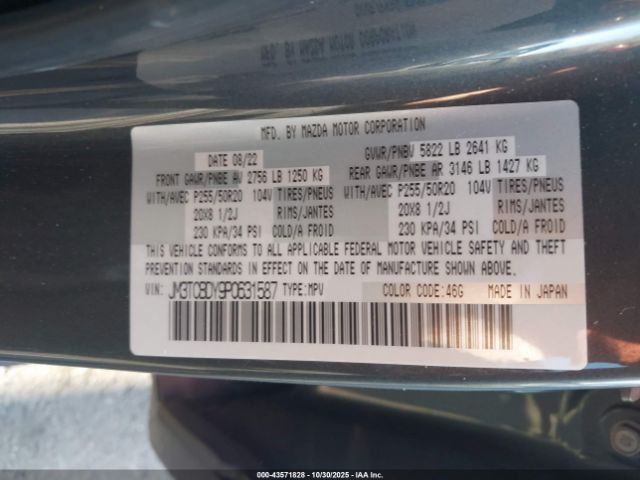 MFD. BY MAZDA MOTOR CORPORATION
DATE 08/22
GVWR/PNBV 5822 LB 2641 KG
FRONT GAWR/PNBE AV 2756 LB 1250 KG
REAR GAWR/PNBE AR 3146 LB 1427 KG
WITH/AVEC P255/50R20 104V TIRES/PNEUS
WITH/AVEC P255/50R20 104V TIRES/PNEUS
20X8 1/2J RIMS/JANTES
20X8 1/2J RIMS/JANTES
230 KPA/34 PSI COLD/A FROID
230 KPA/34 PSI COLD/A FROID
THIS VEHICLE CONFORMS TO ALL APPLICABLE FEDERAL MOTOR VEHICLE SAFETY AND THEFT
PREVENTION STANDARDS IN EFFECT ON THE DATE OF MANUFACTURE SHOWN ABOVE.
VIN: JM3TCBDY9P0631587 TYPE:MPV COLOR CODE:46G MADE IN JAPAN
000-43571828 - 10/30/2025 - IAAI.COM